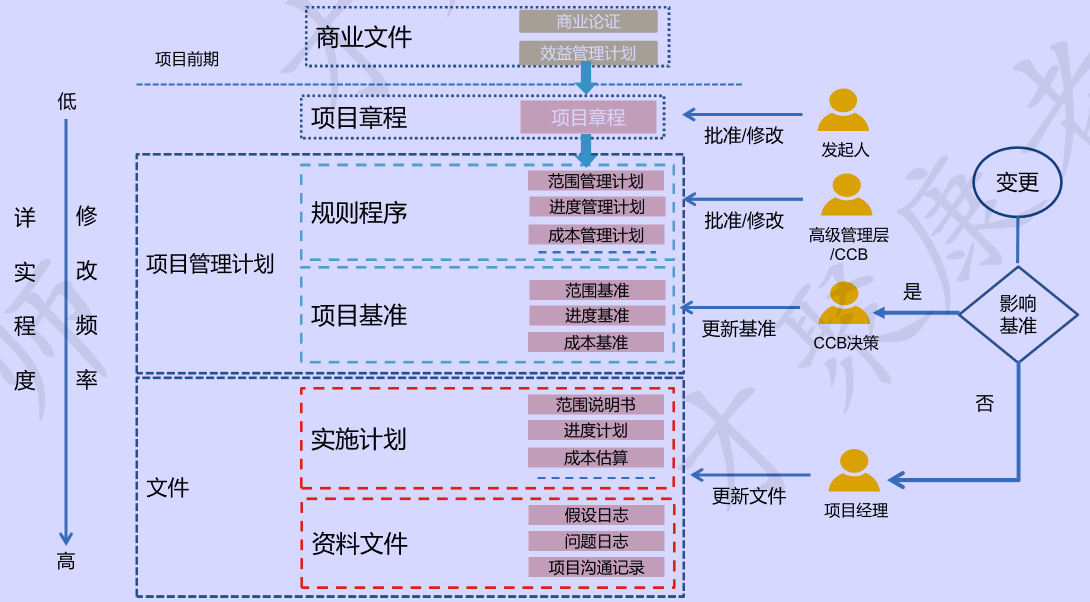 商业文件
商业论证
效益管理计划
项目前期
低
项目章程
项目章程
批准/修改
发起人
变更
详实程度
修改频率
项目管理计划
规则程序
范围管理计划
进度管理计划
成本管理计划
批准/修改
高级管理层
/CCB
项目基准
范围基准
进度基准
成本基准
更新基准
CCB决策
是
影响
基准
否
文件
实施计划
范围说明书
进度计划
成本估算
更新文件
项目经理
资料文件
假设日志
问题日志
项目沟通记录
高
师
才
聚康老